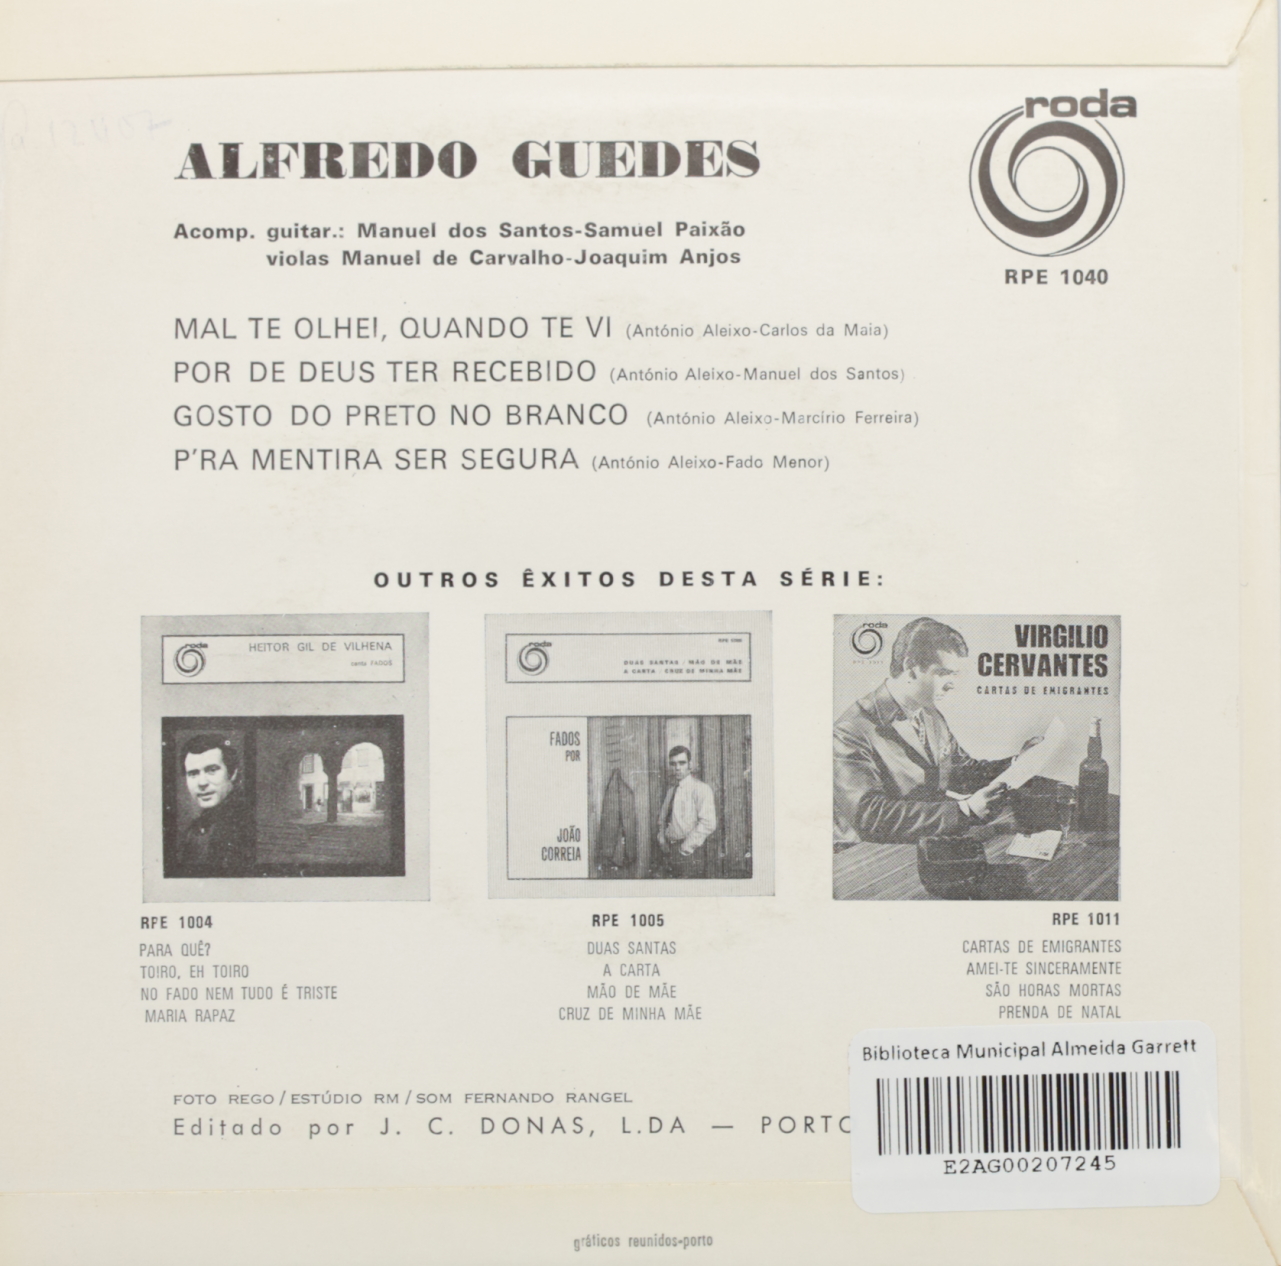 roda
ALFREDO GUEDES
Acomp. guitar.: Manuel dos Santos-Samuel Paixão
violas Manuel de Carvalho-Joaquim Anjos
RPE 1040
MAL TE OLHEI, QUANDO TE VI (António Aleixo-Carlos da Maia)
POR DE DEUS TER RECEBIDO (António Aleixo-Manuel dos Santos)
GOSTO DO PRETO NO BRANCO (António Aleixo-Marcírio Ferreira)
P'RA MENTIRA SER SEGURA (António Aleixo-Fado Menor)
OUTROS ÊXITOS DESTA SÉRIE:
roda
HEITOR GIL DE VILHENA
canta FADOS
roda
DUAS SANTAS / MÃO DE MÃE
A CARTA / CRUZ DE MINHA MÃE
FADOS
POR
JOÃO
CORREIA
roda
VIRGILIO
CERVANTES
CARTAS DE EMIGRANTES
RPE 1004
PARA QUÊ?
TOIRO, EH TOIRO
NO FADO NEM TUDO É TRISTE
MARIA RAPAZ
RPE 1005
DUAS SANTAS
A CARTA
MÃO DE MÃE
CRUZ DE MINHA MÃE
RPE 1011
CARTAS DE EMIGRANTES
AMEI-TE SINCERAMENTE
SÃO HORAS MORTAS
PRENDA DE NATAL
Biblioteca Municipal Almeida Garrett
E2AG00207245
FOTO REGO / ESTÚDIO RM / SOM FERNANDO RANGEL
Editado por J. C. DONAS, L.DA — PORTO
gráficos reunidos-porto